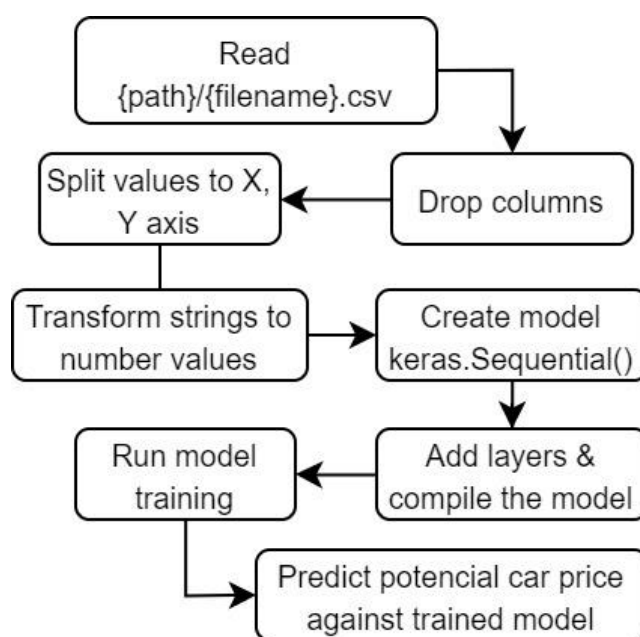 Read
{path}/{filename}.csv
Split values to X,
Y axis
Drop columns
Transform strings to
number values
Create model
keras.Sequential()
Run model
training
Add layers &
compile the model
Predict potencial car price
against trained model